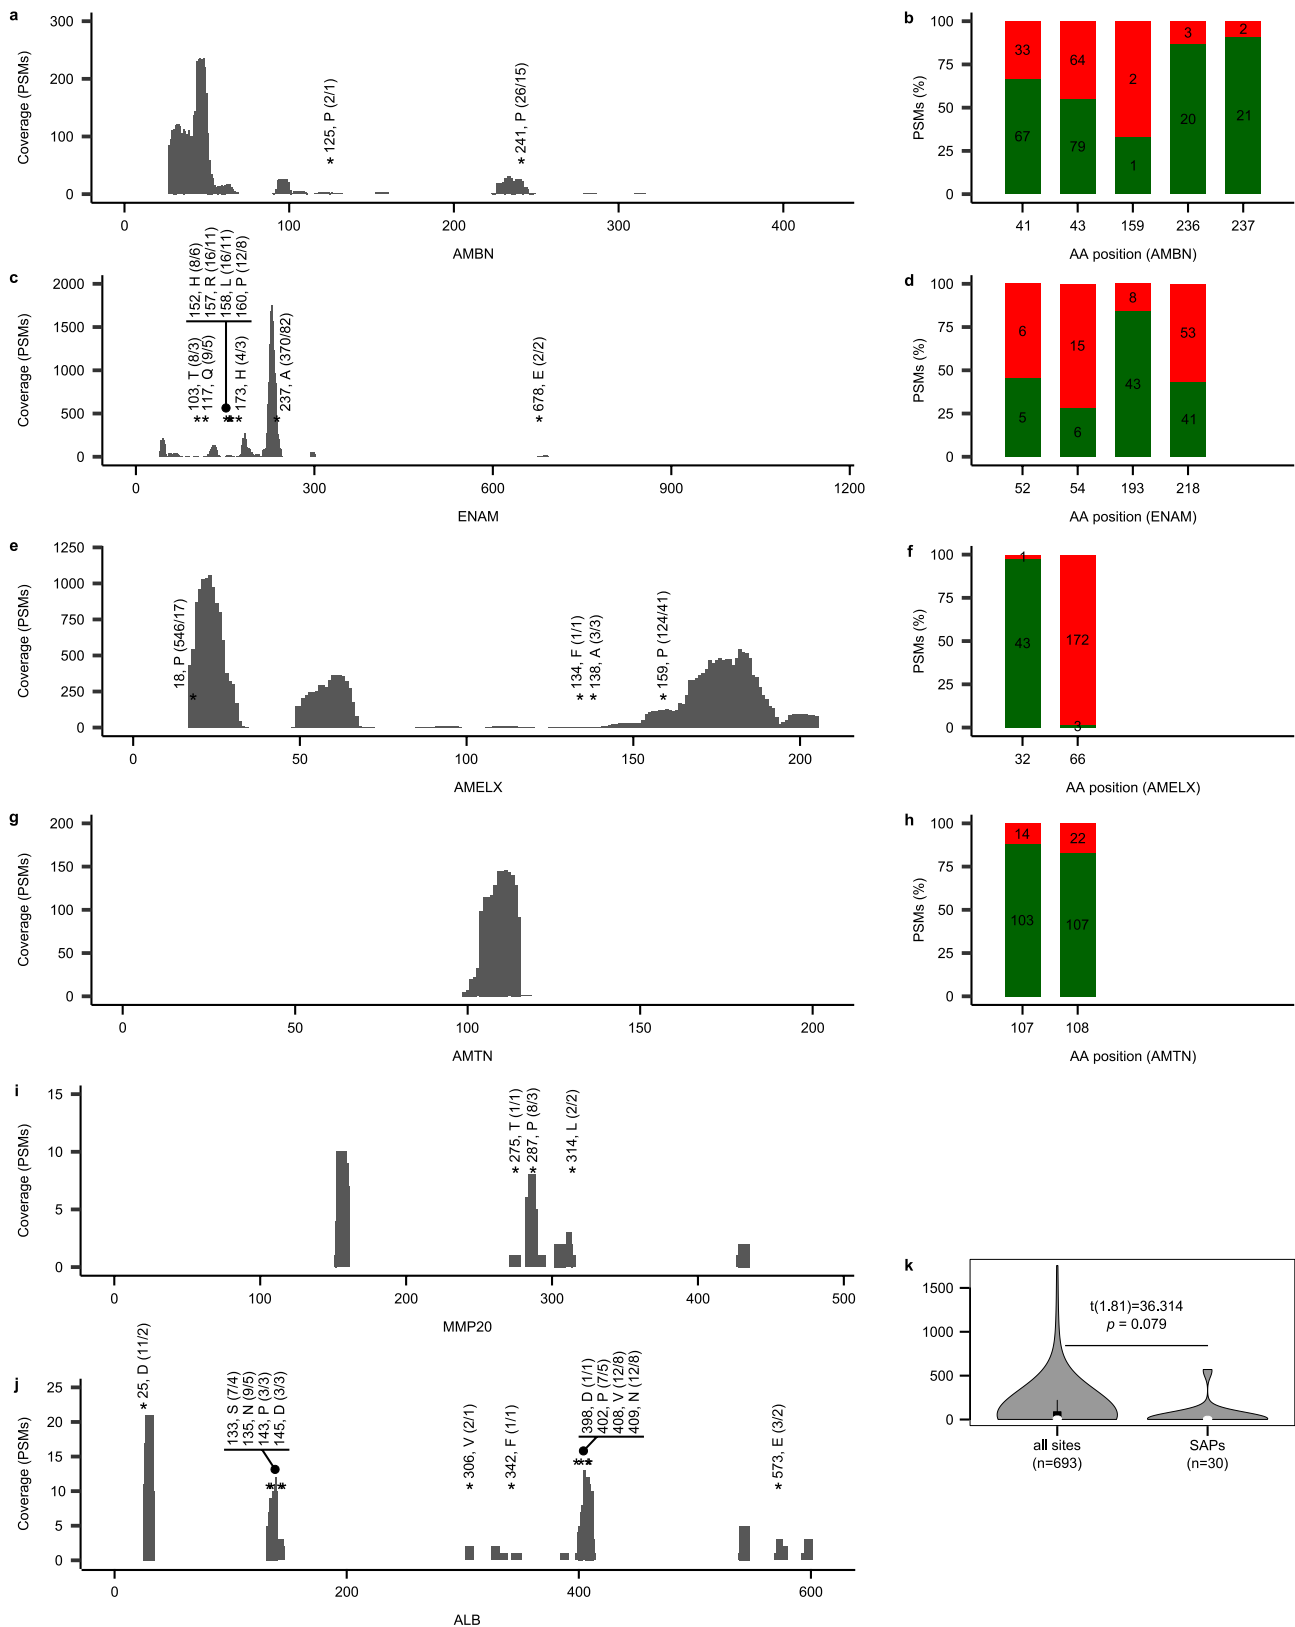 a
Coverage (PSMs)
300
200
100
0
* 125, P (2/1)
* 241, P (26/15)
0 100 200 300 400
AMBN
b
PSMs (%)
100
75
50
25
0
33 64 2 3 2
67 79 1 20 21
41 43 159 236 237
AA position (AMBN)
c
Coverage (PSMs)
2000
1500
1000
500
0
152, H (8/6)
157, R (16/11)
158, L (16/11)
160, P (12/8)
* 103, T (8/3)
* 117, Q (9/5)
* 173, H (4/3)
* 237, A (370/82)
* 678, E (2/2)
0 300 600 900 1200
ENAM
d
PSMs (%)
100
75
50
25
0
6 15 8 53
5 6 43 41
52 54 193 218
AA position (ENAM)
e
Coverage (PSMs)
1250
1000
750
500
250
0
18, P (546/17)
*
* 134, F (1/1)
* 138, A (3/3)
* 159, P (124/41)
0 50 100 150 200
AMELX
f
PSMs (%)
100
75
50
25
0
1 172
43 3
32 66
AA position (AMELX)
g
Coverage (PSMs)
200
150
100
50
0
0 50 100 150 200
AMTN
h
PSMs (%)
100
75
50
25
0
14 22
103 107
107 108
AA position (AMTN)
i
Coverage (PSMs)
15
10
5
0
* 275, T (1/1)
* 287, P (8/3)
* 314, L (2/2)
0 100 200 300 400 500
MMP20
j
Coverage (PSMs)
25
20
15
10
5
0
* 25, D (11/2)
133, S (7/4)
135, N (9/5)
143, P (3/3)
145, D (3/3)
* 306, V (2/1)
* 342, F (1/1)
398, D (1/1)
402, P (7/5)
408, V (12/8)
409, N (12/8)
* 573, E (3/2)
0 200 400 600
ALB
k
1500
1000
500
0
t(1.81)=36.314
p = 0.079
all sites SAPs
(n=693) (n=30)